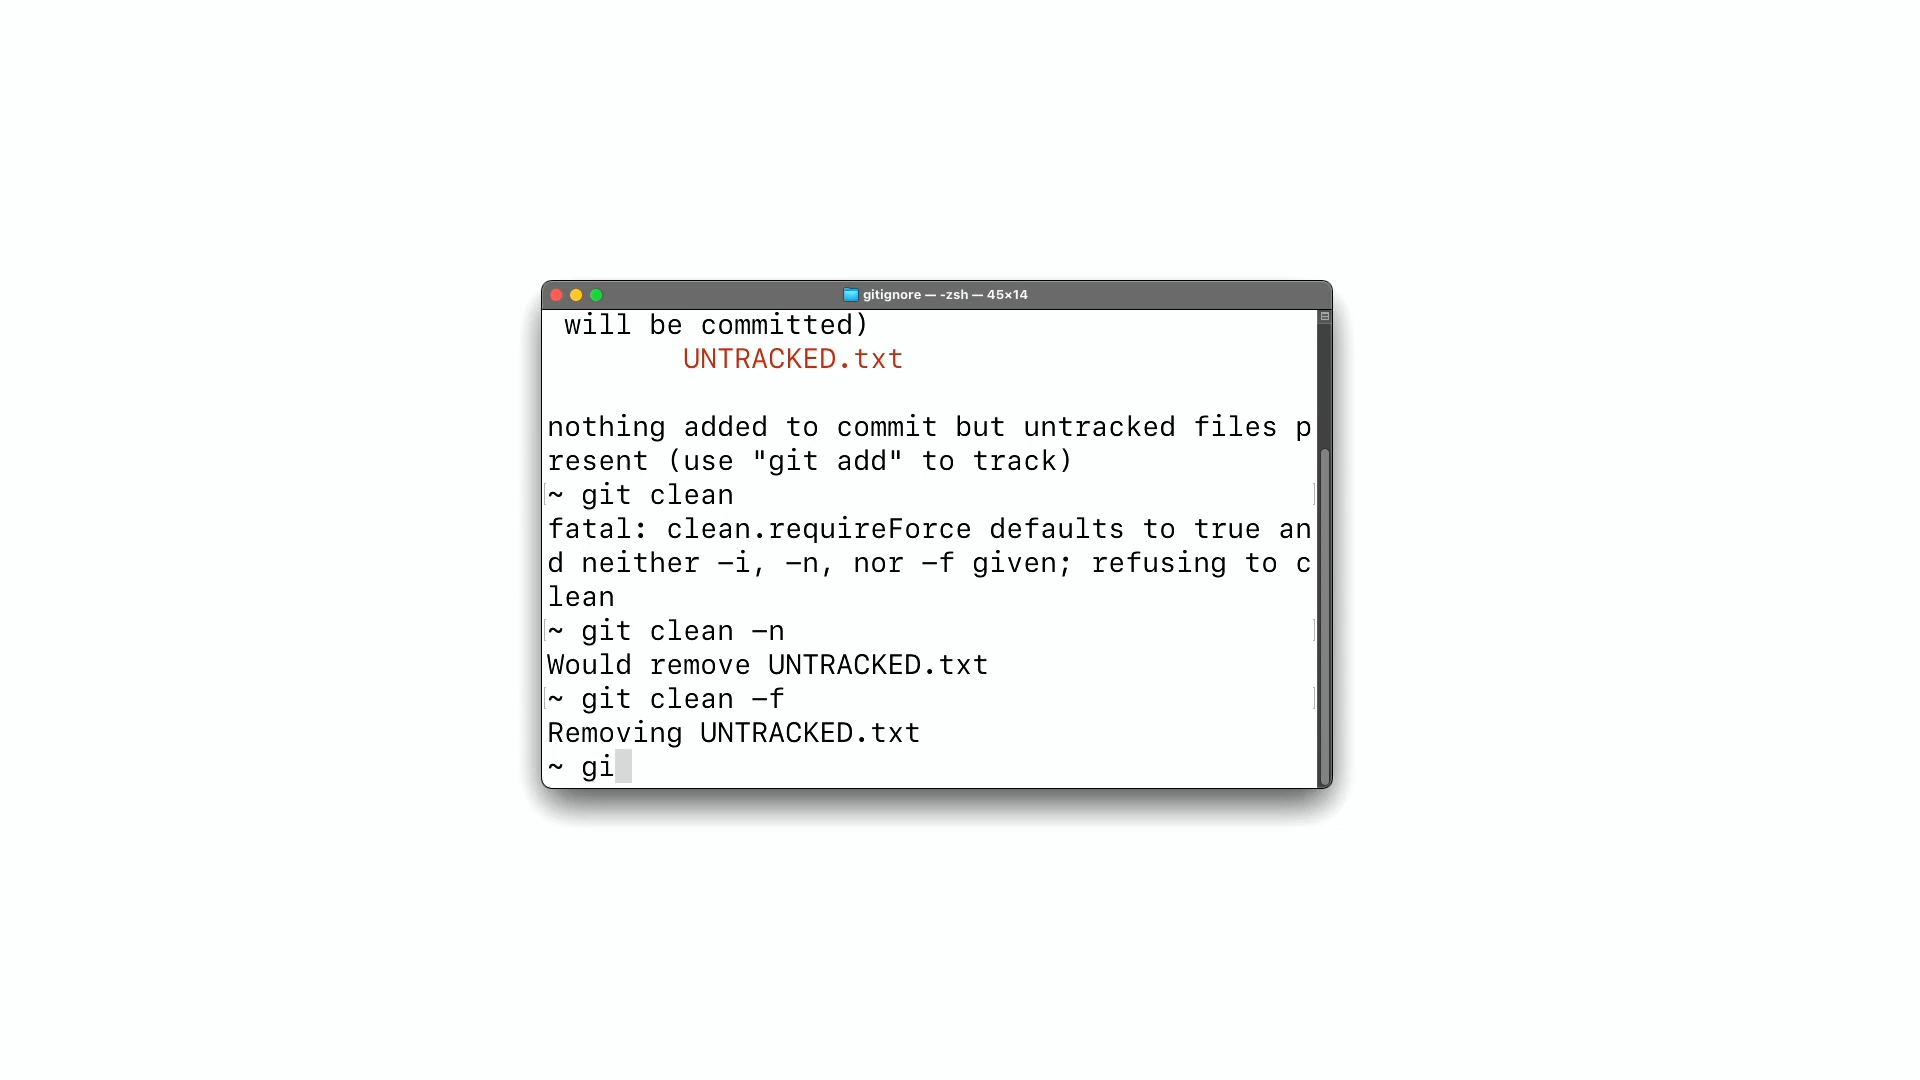 gitignore — -zsh — 45×14
will be committed)
UNTRACKED.txt
nothing added to commit but untracked files p
resent (use "git add" to track)
~ git clean
fatal: clean.requireForce defaults to true an
d neither -i, -n, nor -f given; refusing to c
lean
~ git clean -n
Would remove UNTRACKED.txt
~ git clean -f
Removing UNTRACKED.txt
~ gi